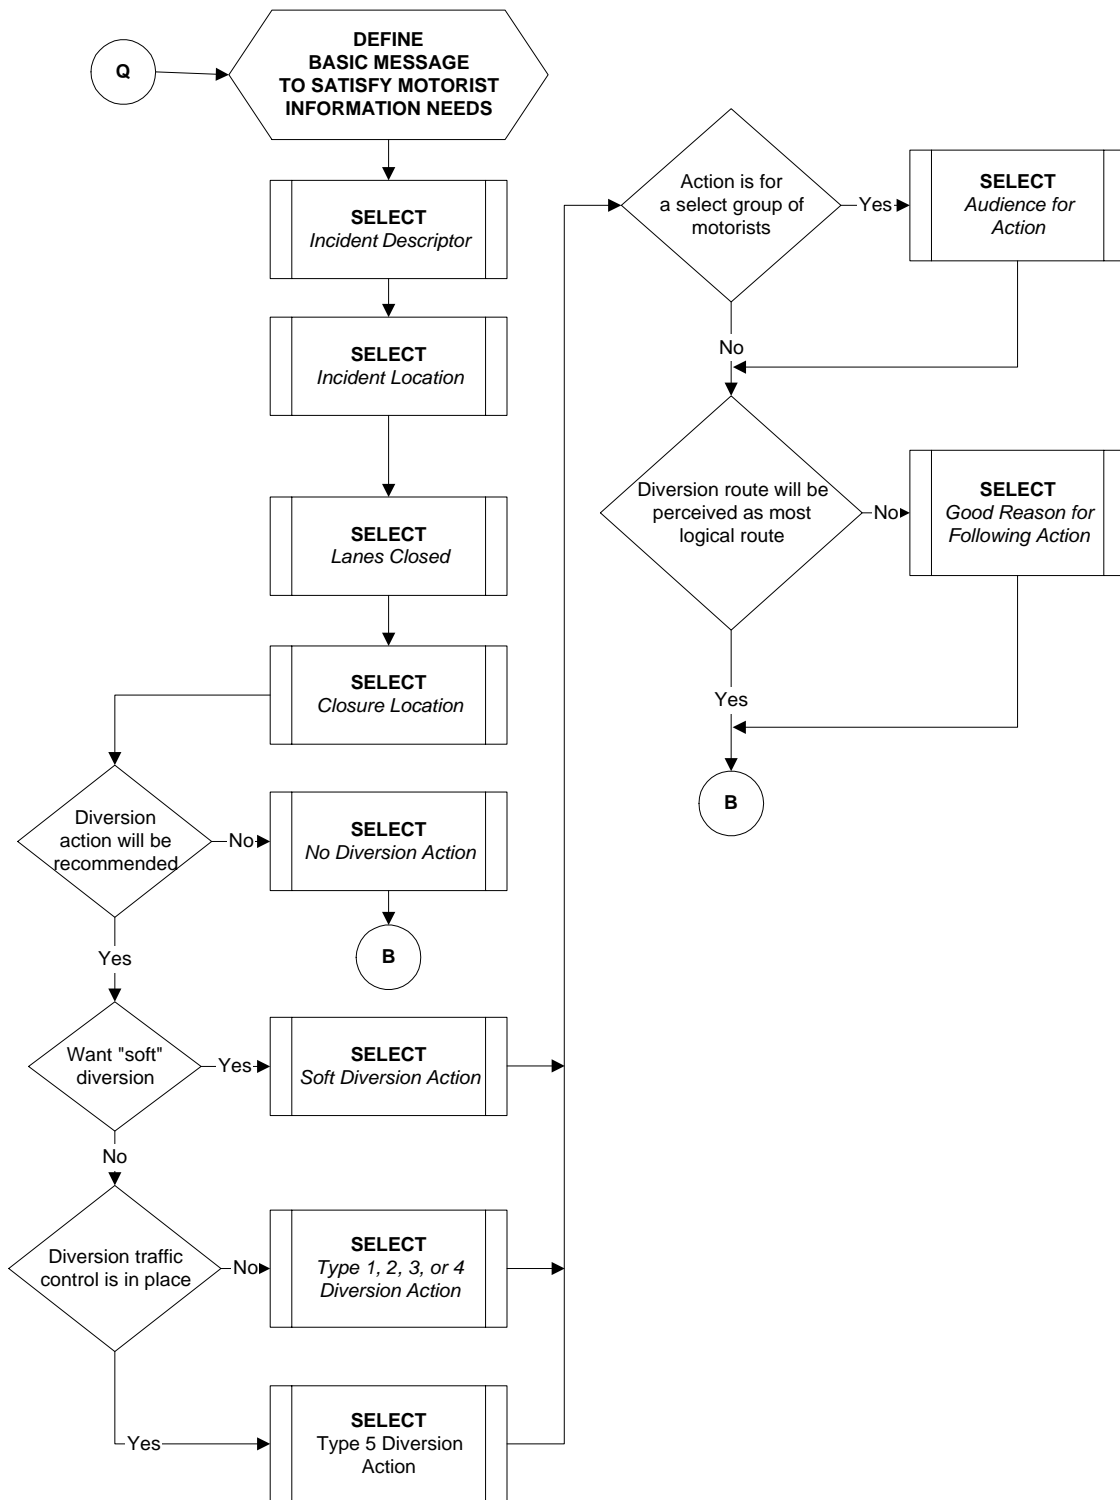 Q
DEFINE
BASIC MESSAGE
TO SATISFY MOTORIST
INFORMATION NEEDS
SELECT
Incident Descriptor
SELECT
Incident Location
SELECT
Lanes Closed
SELECT
Closure Location
Diversion
action will be
recommended
No
SELECT
No Diversion Action
B
Yes
Want "soft"
diversion
Yes
SELECT
Soft Diversion Action
No
Diversion traffic
control is in place
No
SELECT
Type 1, 2, 3, or 4
Diversion Action
Yes
SELECT
Type 5 Diversion
Action
Action is for
a select group of
motorists
Yes
SELECT
Audience for
Action
No
Diversion route will be
perceived as most
logical route
No
SELECT
Good Reason for
Following Action
Yes
B